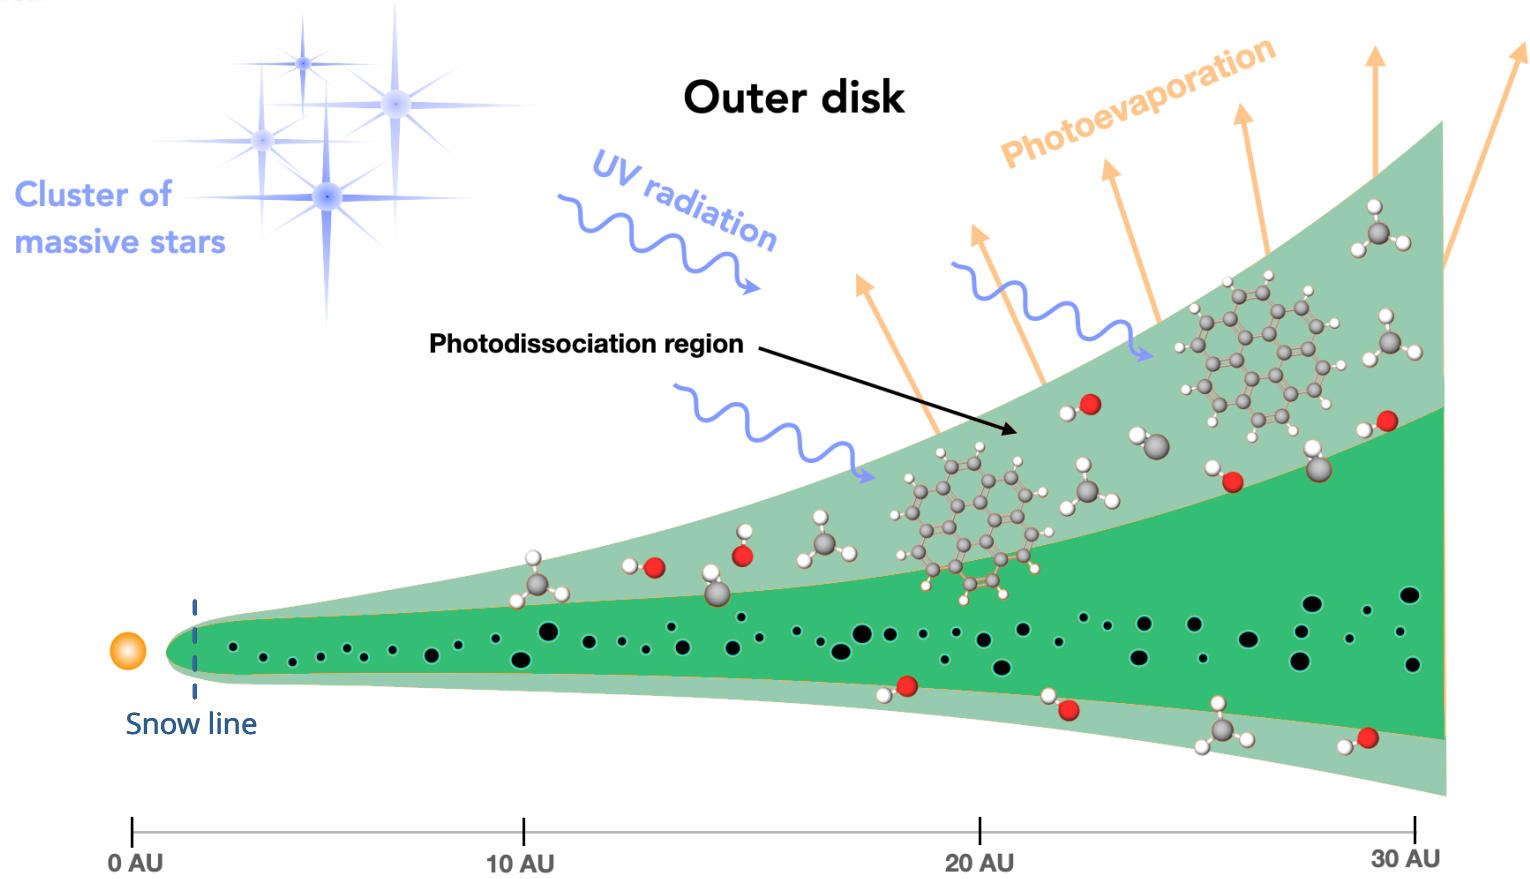 Outer disk
Photoevaporation
UV radiation
Cluster of
massive stars
Photodissociation region
Snow line
0 AU
10 AU
20 AU
30 AU